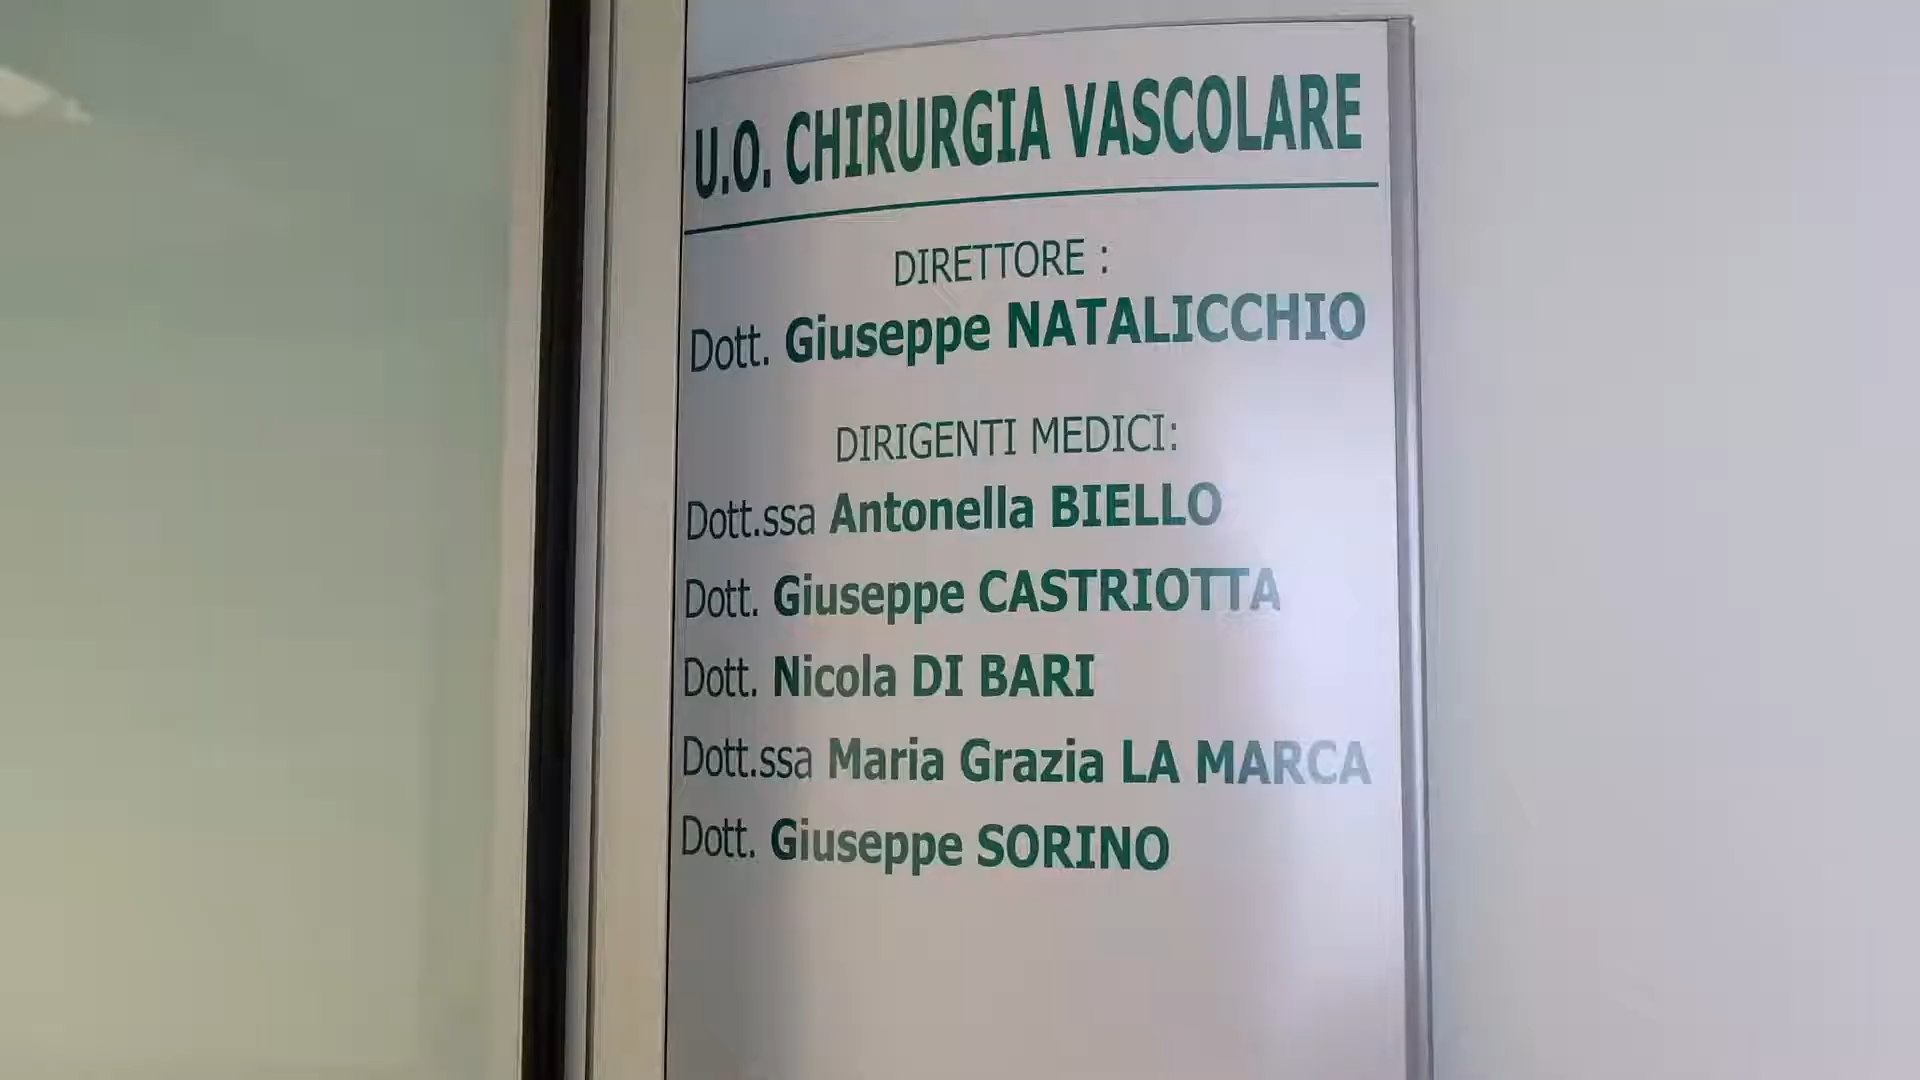 U.O. CHIRURGIA VASCOLARE
DIRETTORE :
Dott. Giuseppe NATALICCHIO
DIRIGENTI MEDICI:
Dott.ssa Antonella BIELLO
Dott. Giuseppe CASTRIOTTA
Dott. Nicola DI BARI
Dott.ssa Maria Grazia LA MARCA
Dott. Giuseppe SORINO